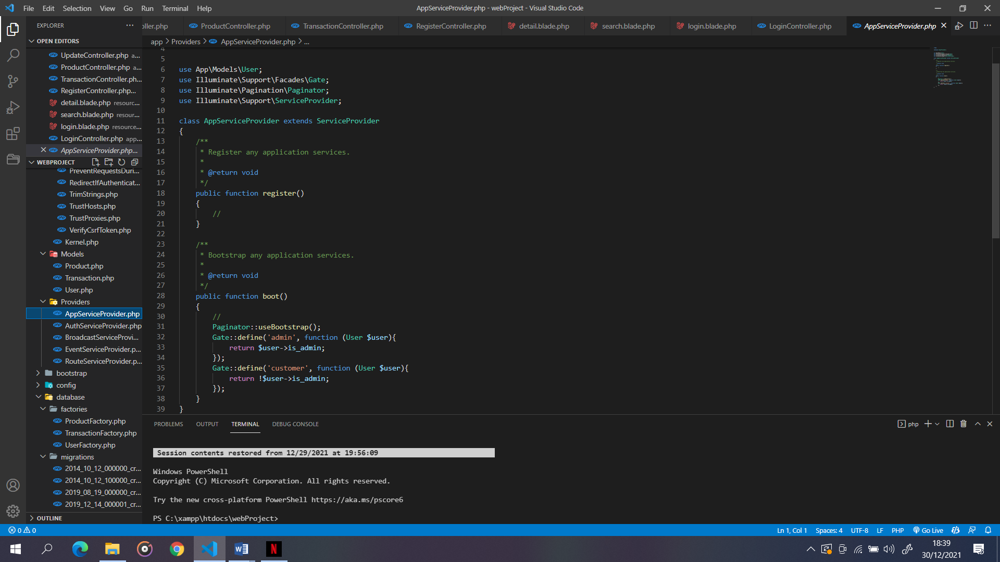 File Edit Selection View Go Run Terminal Help
AppServiceProvider.php - webProject - Visual Studio Code
EXPLORER
OPEN EDITORS
UpdateController.php a...
ProductController.php a...
TransactionController.ph...
RegisterController.php...
detail.blade.php resourc...
search.blade.php resour...
login.blade.php resource...
LoginController.php app...
AppServiceProvider.php...
WEBPROJECT
PreventRequestsDuri...
RedirectIfAuthenticat...
TrimStrings.php
TrustHosts.php
TrustProxies.php
VerifyCsrfToken.php
Kernel.php
Models
Product.php
Transaction.php
User.php
Providers
AppServiceProvider.php
AuthServiceProvider.php
BroadcastServiceProvi...
EventServiceProvider.p...
RouteServiceProvider.p...
bootstrap
config
database
factories
ProductFactory.php
TransactionFactory.php
UserFactory.php
migrations
2014_10_12_000000_cr...
2014_10_12_100000_cr...
2019_08_19_000000_cr...
2019_12_14_000001_cr...
OUTLINE
oller.php ProductController.php TransactionController.php RegisterController.php detail.blade.php search.blade.php login.blade.php LoginController.php AppServiceProvider.php
app > Providers > AppServiceProvider.php > ...
4
5
6 use App\Models\User;
7 use Illuminate\Support\Facades\Gate;
8 use Illuminate\Pagination\Paginator;
9 use Illuminate\Support\ServiceProvider;
10
11 class AppServiceProvider extends ServiceProvider
12 {
13 /**
14 * Register any application services.
15 *
16 * @return void
17 */
18 public function register()
19 {
20 //
21 }
22
23 /**
24 * Bootstrap any application services.
25 *
26 * @return void
27 */
28 public function boot()
29 {
30 //
31 Paginator::useBootstrap();
32 Gate::define('admin', function (User $user){
33 return $user->is_admin;
34 });
35 Gate::define('customer', function (User $user){
36 return !$user->is_admin;
37 });
38 }
39 }
PROBLEMS OUTPUT TERMINAL DEBUG CONSOLE
php
Session contents restored from 12/29/2021 at 19:56:09
Windows PowerShell
Copyright (C) Microsoft Corporation. All rights reserved.
Try the new cross-platform PowerShell https://aka.ms/pscore6
PS C:\xampp\htdocs\webProject>
0 0
Ln 1, Col 1 Spaces: 4 UTF-8 LF PHP Go Live
18:39
30/12/2021